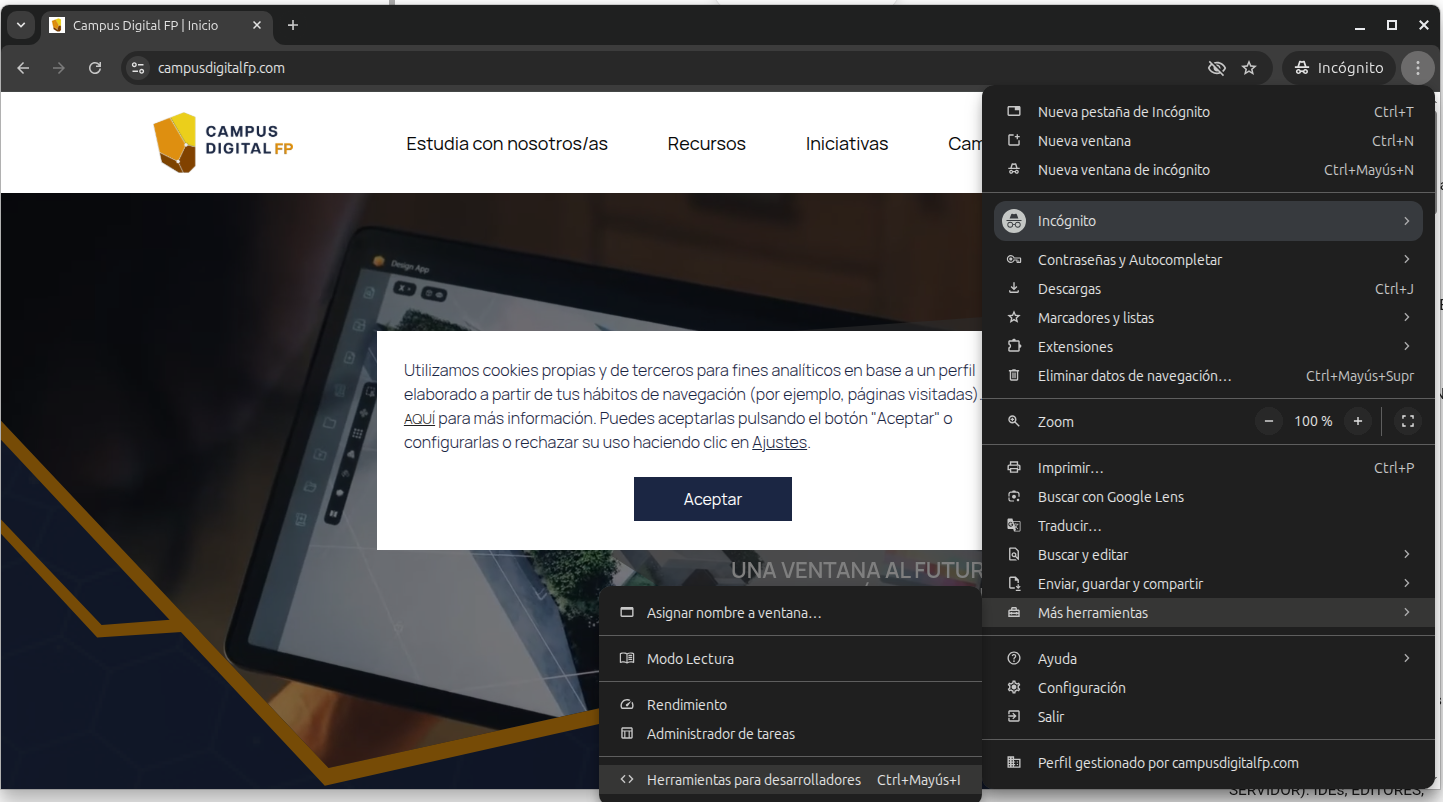 Campus Digital FP | Inicio
campusdigitalfp.com
Incógnito
CAMPUS
DIGITAL FP
Estudia con nosotros/as
Recursos
Iniciativas
Cam
Design App
Utilizamos cookies propias y de terceros para fines analíticos en base a un perfil
elaborado a partir de tus hábitos de navegación (por ejemplo, páginas visitadas).
AQUÍ para más información. Puedes aceptarlas pulsando el botón "Aceptar" o
configurarlas o rechazar su uso haciendo clic en Ajustes.
Aceptar
UNA VENTANA AL FUTUR
Nueva pestaña de Incógnito Ctrl+T
Nueva ventana Ctrl+N
Nueva ventana de incógnito Ctrl+Mayús+N
Incógnito
Contraseñas y Autocompletar
Descargas Ctrl+J
Marcadores y listas
Extensiones
Eliminar datos de navegación... Ctrl+Mayús+Supr
Zoom − 100 % +
Imprimir... Ctrl+P
Buscar con Google Lens
Traducir...
Buscar y editar
Enviar, guardar y compartir
Más herramientas
Ayuda
Configuración
Salir
Perfil gestionado por campusdigitalfp.com
Asignar nombre a ventana...
Modo Lectura
Rendimiento
Administrador de tareas
Herramientas para desarrolladores Ctrl+Mayús+I
SERVIDOR). IDEs, EDITORES,